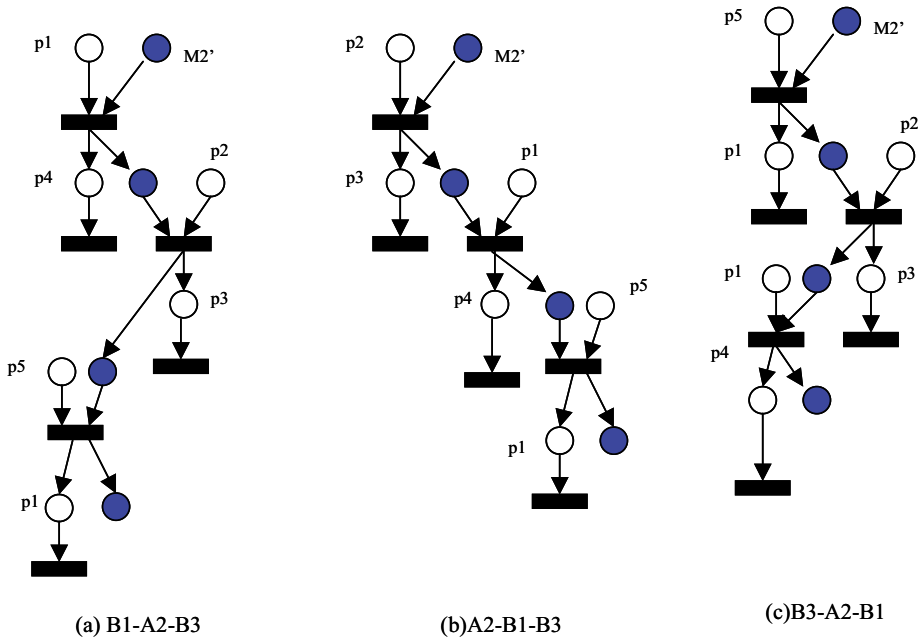 p1
M2’
p4
p2
p3
p5
p1
(a) B1-A2-B3
p2
M2’
p3
p1
p4
p5
p1
(b)A2-B1-B3
p5
M2’
p1
p2
p1
p3
p4
(c)B3-A2-B1